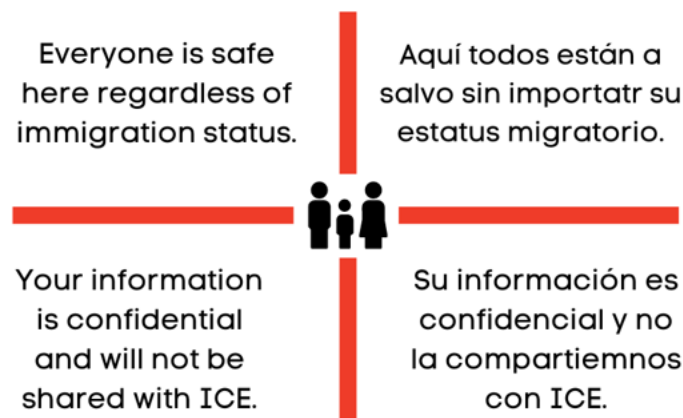 Everyone is safe
here regardless of
immigration status.
Aquí todos están a
salvo sin importatr su
estatus migratorio.
Your information
is confidential
and will not be
shared with ICE.
Su información es
confidencial y no
la compartiemnos
con ICE.